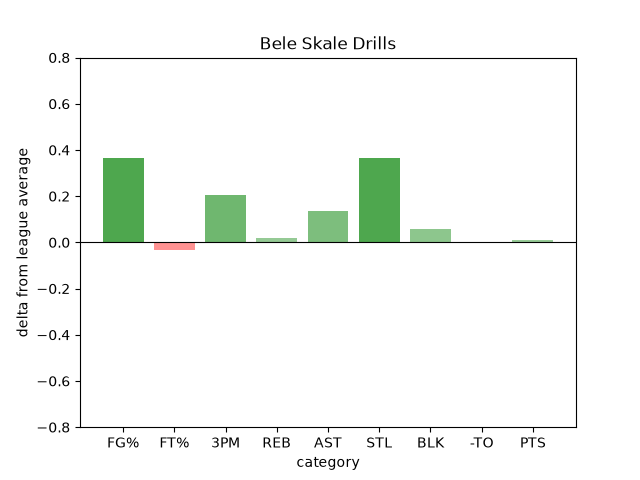 Bele Skale Drills
delta from league average
0.8
0.6
0.4
0.2
0.0
−0.2
−0.4
−0.6
−0.8
FG% FT% 3PM REB AST STL BLK -TO PTS
category